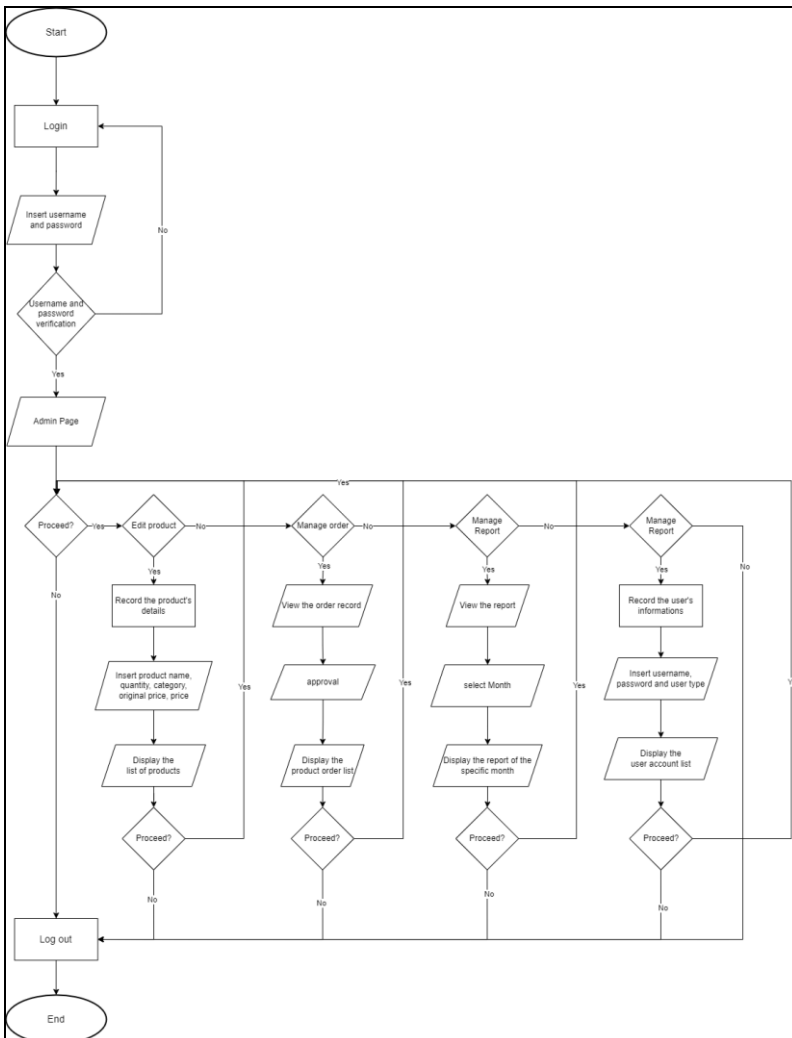 Start
Login
Insert username
and password
No
Username and
password
verification
Yes
Admin Page
Yes
Yes
Proceed?
Yes
Edit product
No
Manage order
No
Manage
Report
No
Manage
Report
No
No
Yes
Yes
Yes
Yes
Record the product's
details
View the order record
View the report
Record the user's
informations
Insert product name,
quantity, category,
original price, price
approval
select Month
Insert username,
password and user type
Yes
Yes
Yes
Y
Display the
list of products
Display the
product order list
Display the report of the
specific month
Display the
user account list
Proceed?
Proceed?
Proceed?
Proceed?
No
No
No
No
Log out
End